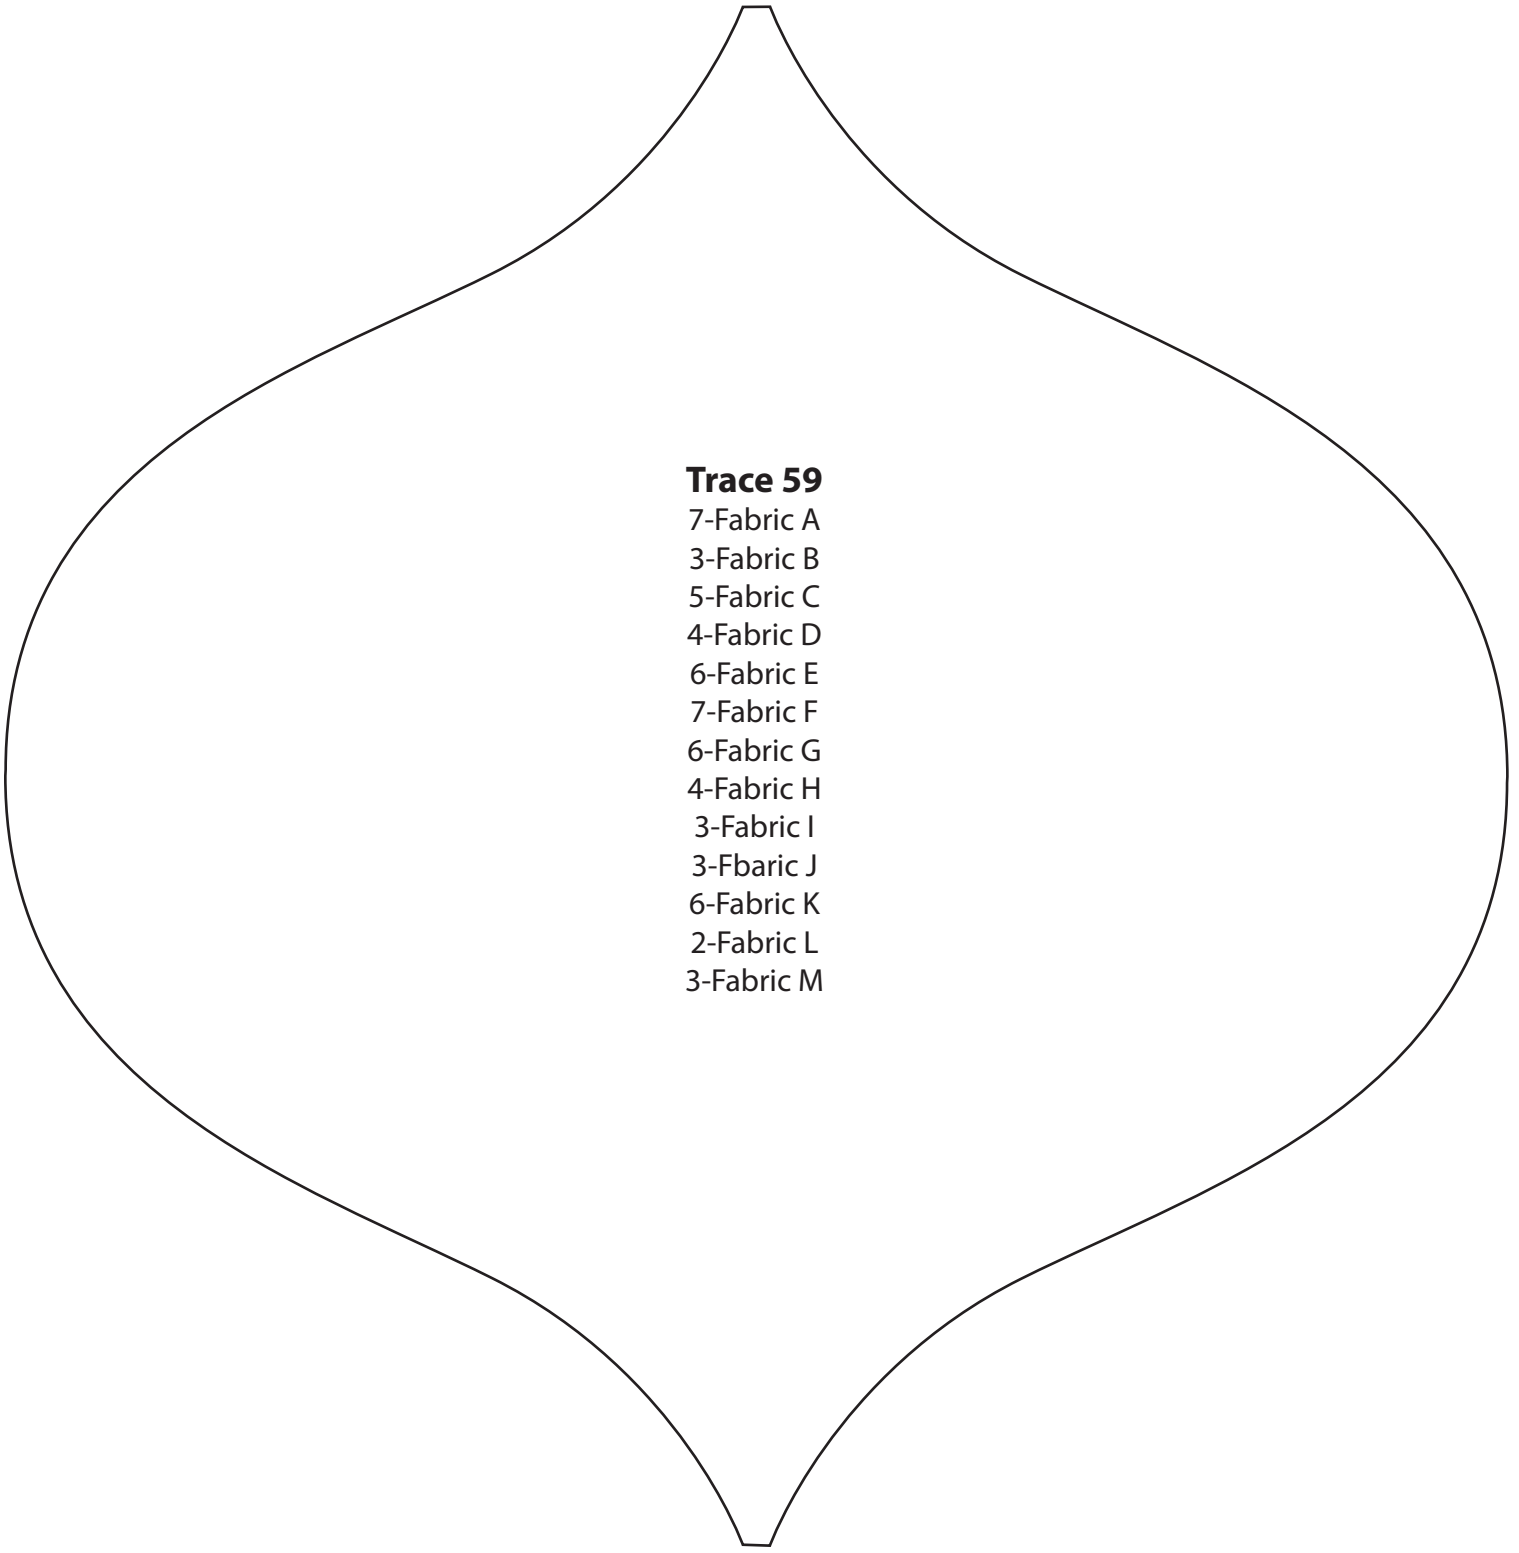 Trace 59
7-Fabric A
3-Fabric B
5-Fabric C
4-Fabric D
6-Fabric E
7-Fabric F
6-Fabric G
4-Fabric H
3-Fabric I
3-Fbaric J
6-Fabric K
2-Fabric L
3-Fabric M